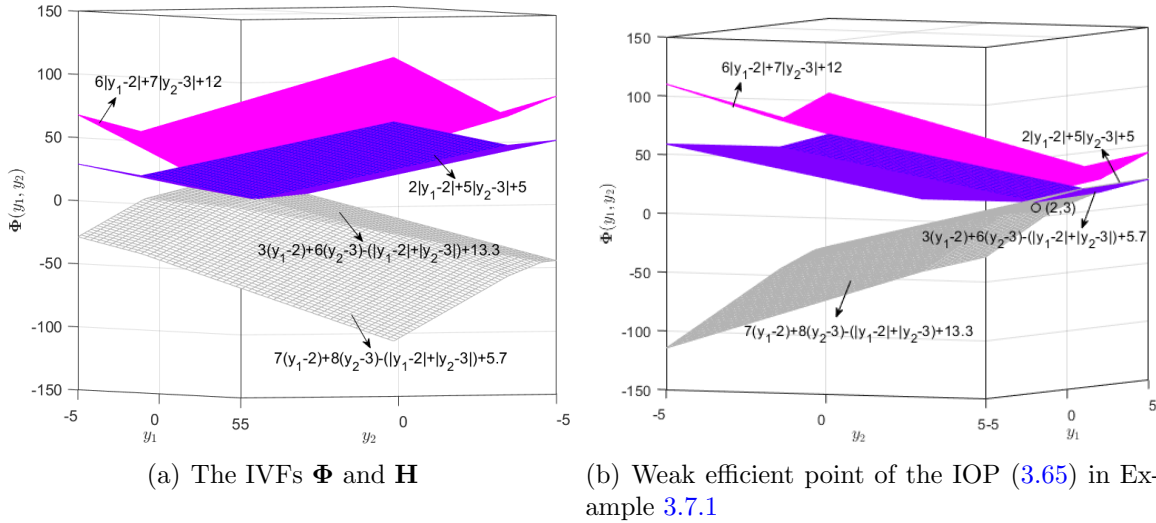 150
100
50
0
-50
-100
-150
Φ(y₁, y₂)
6|y₁-2|+7|y₂-3|+12
2|y₁-2|+5|y₂-3|+5
3(y₁-2)+6(y₂-3)-(|y₁-2|+|y₂-3|)+13.3
7(y₁-2)+8(y₂-3)-(|y₁-2|+|y₂-3|)+5.7
-5 0 55 0 -5
y₁ y₂
(a) The IVFs Φ and H
150
100
50
0
-50
-100
-150
Φ(y₁, y₂)
6|y₁-2|+7|y₂-3|+12
2|y₁-2|+5|y₂-3|+5
(2,3)
3(y₁-2)+6(y₂-3)-(|y₁-2|+|y₂-3|)+5.7
7(y₁-2)+8(y₂-3)-(|y₁-2|+|y₂-3)+13.3
-5 0 5-5 0 5
y₂ y₁
(b) Weak efficient point of the IOP (3.65) in Ex-
ample 3.7.1